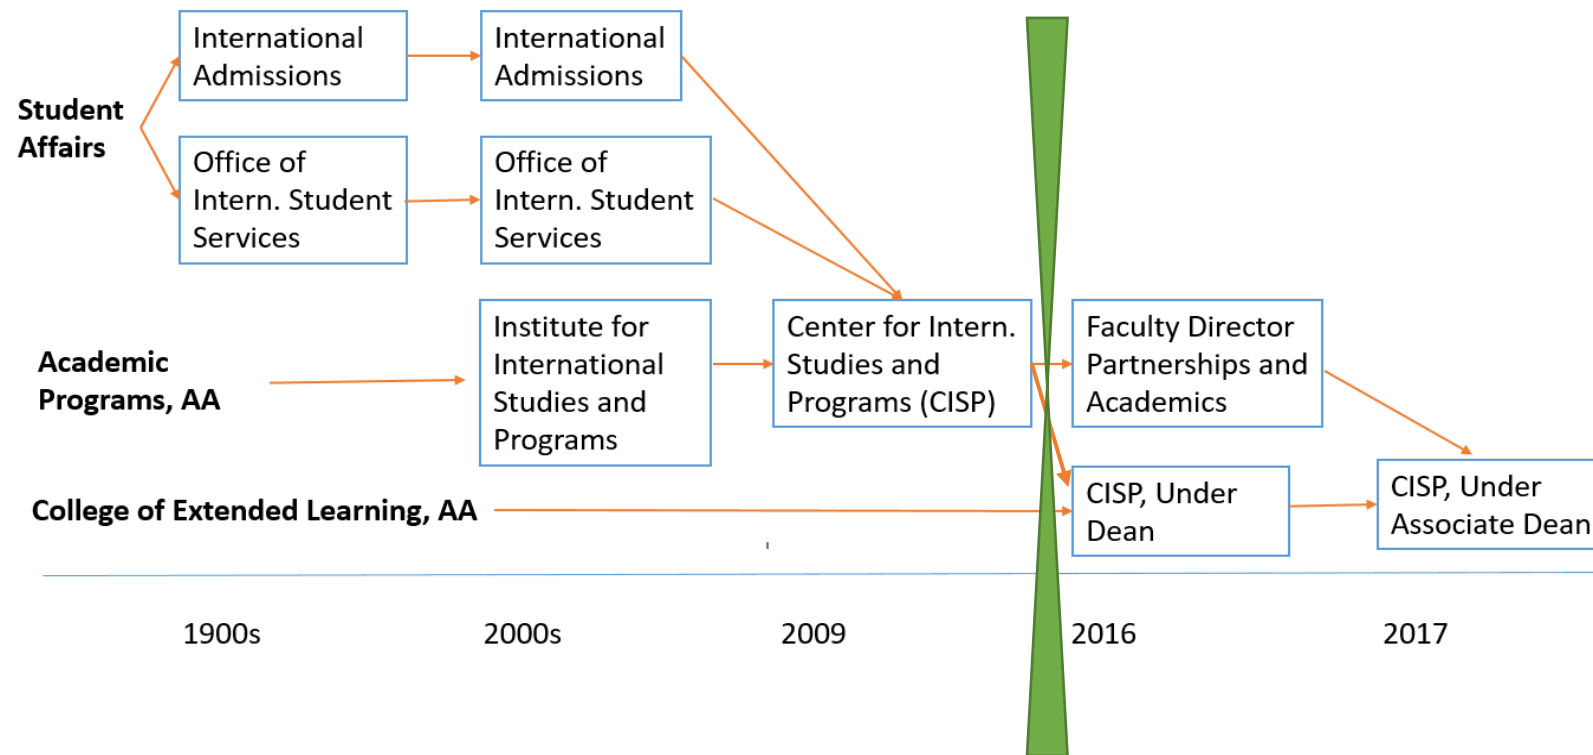 Student
Affairs
International
Admissions
International
Admissions
Office of
Intern. Student
Services
Office of
Intern. Student
Services
Academic
Programs, AA
Institute for
International
Studies and
Programs
Center for Intern.
Studies and
Programs (CISP)
Faculty Director
Partnerships and
Academics
College of Extended Learning, AA
CISP, Under
Dean
CISP, Under
Associate Dean
1900s
2000s
2009
2016
2017